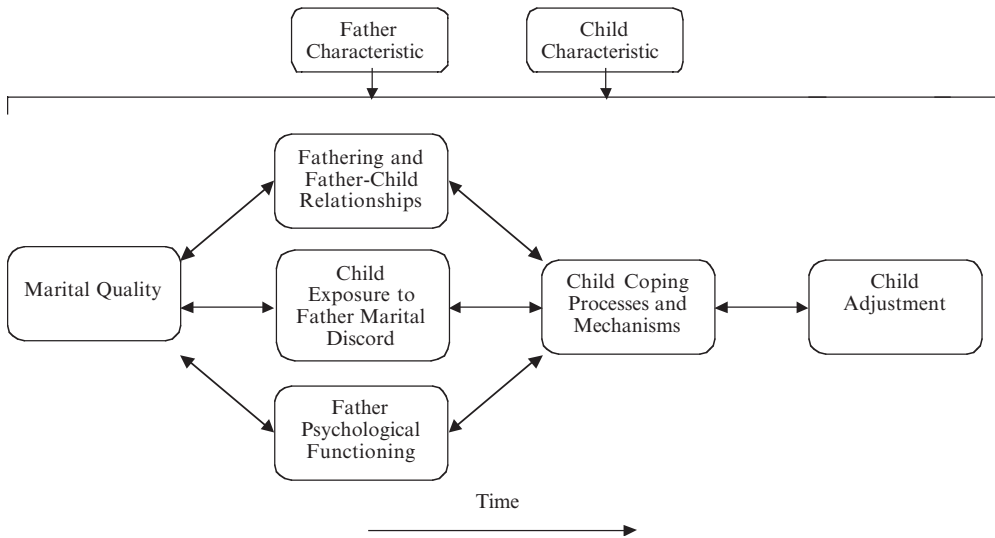 Father
Characteristic
Child
Characteristic
Fathering and
Father-Child
Relationships
Marital Quality
Child
Exposure to
Father Marital
Discord
Child Coping
Processes and
Mechanisms
Child
Adjustment
Father
Psychological
Functioning
Time